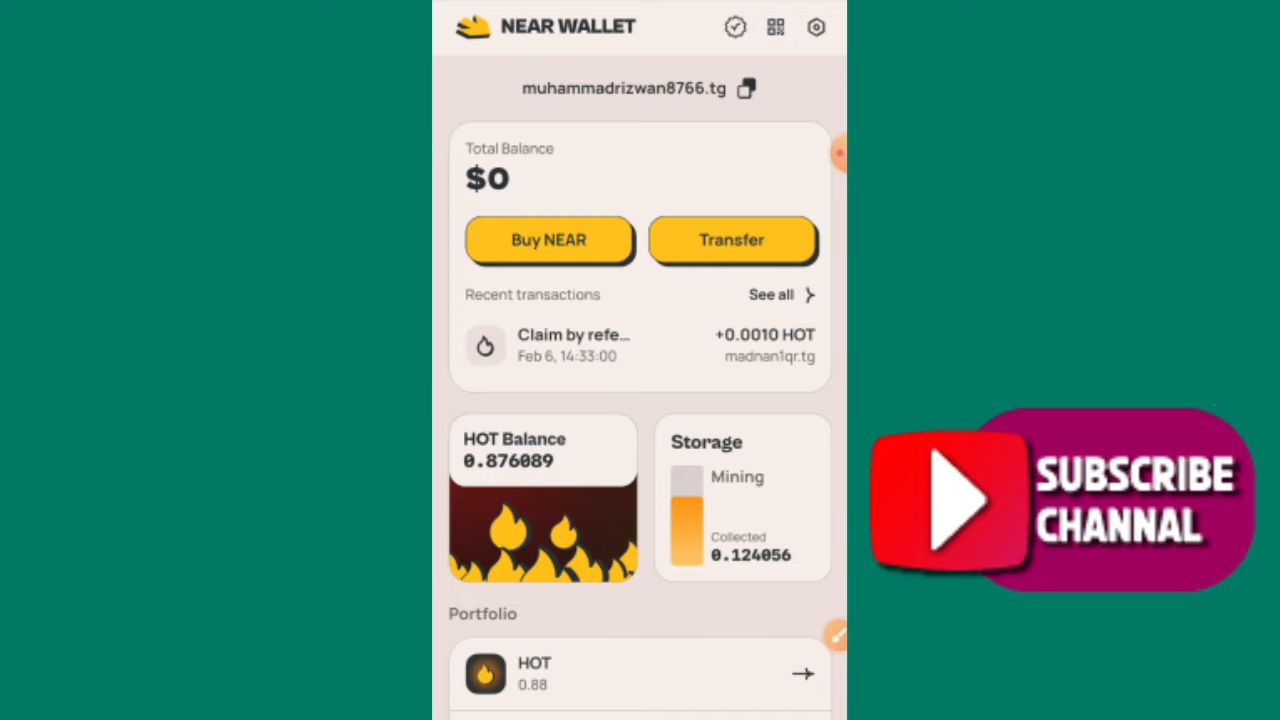 NEAR WALLET
muhammadrizwan8766.tg
Total Balance
$0
Buy NEAR
Transfer
Recent transactions
See all
Claim by refe...
+0.0010 HOT
Feb 6, 14:33:00
madnan1qr.tg
HOT Balance
0.876089
Storage
Mining
Collected
0.124056
Portfolio
HOT
0.88
SUBSCRIBE
CHANNAL